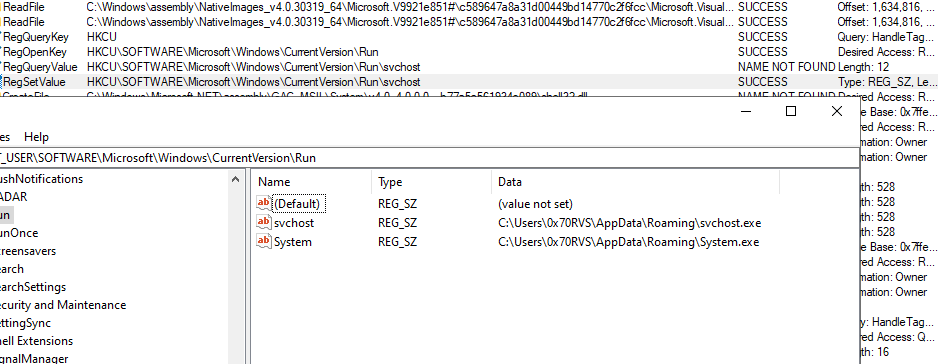 ReadFile C:\Windows\assembly\NativeImages_v4.0.30319_64\Microsoft.V9921e851#\c589647a8a31d00449bd14770c2f6fcc\Microsoft.Visual... SUCCESS Offset: 1,634,816, ...
ReadFile C:\Windows\assembly\NativeImages_v4.0.30319_64\Microsoft.V9921e851#\c589647a8a31d00449bd14770c2f6fcc\Microsoft.Visual... SUCCESS Offset: 1,634,816, ...
RegQueryKey HKCU SUCCESS Query: HandleTag...
RegOpenKey HKCU\SOFTWARE\Microsoft\Windows\CurrentVersion\Run SUCCESS Desired Access: R...
RegQueryValue HKCU\SOFTWARE\Microsoft\Windows\CurrentVersion\Run\svchost NAME NOT FOUND Length: 12
RegSetValue HKCU\SOFTWARE\Microsoft\Windows\CurrentVersion\Run\svchost SUCCESS Type: REG_SZ, Le...
CreateFile NAME NOT FOUND Desired Access: R...
e Base: 0x7ffe...
es Help
red Access: R...
mation: Owner
mation: Owner
T_USER\SOFTWARE\Microsoft\Windows\CurrentVersion\Run
ushNotifications
Name Type Data
ADAR
th: 528
(Default) REG_SZ (value not set)
th: 528
un
th: 528
svchost REG_SZ C:\Users\0x70RVS\AppData\Roaming\svchost.exe
unOnce
th: 528
System REG_SZ C:\Users\0x70RVS\AppData\Roaming\System.exe
creensavers
e Base: 0x7ffe...
red Access: R...
earch
mation: Owner
earchSettings
red Access: R...
ecurity and Maintenance
mation: Owner
ettingSync
y: HandleTag...
hell Extensions
red Access: Q...
ignalManager
th: 16